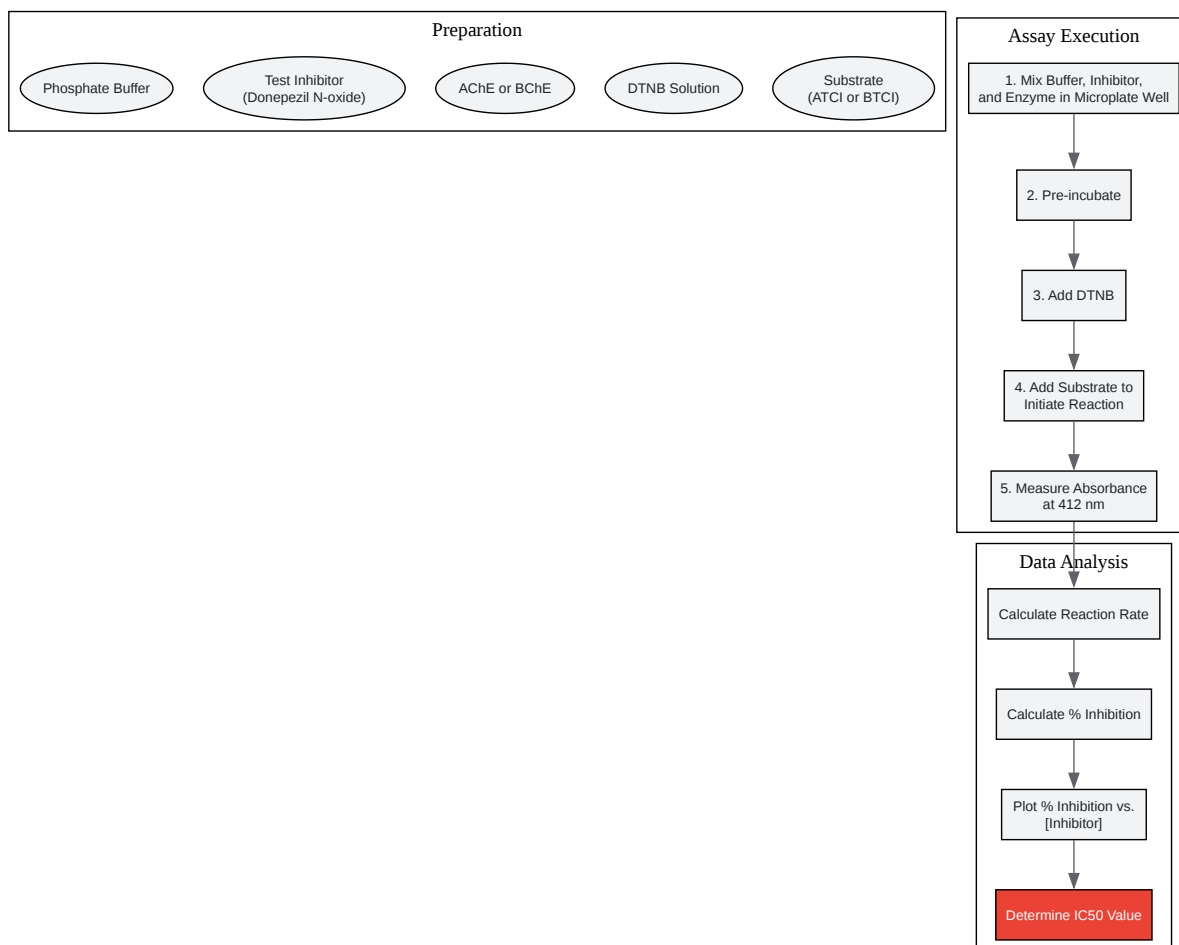 Preparation
Phosphate Buffer
Test Inhibitor
(Donepezil N-oxide)
AChE or BChE
DTNB Solution
Substrate
(ATCI or BTCI)
Assay Execution
1. Mix Buffer, Inhibitor,
and Enzyme in Microplate Well
2. Pre-incubate
3. Add DTNB
4. Add Substrate to
Initiate Reaction
5. Measure Absorbance
at 412 nm
Data Analysis
Calculate Reaction Rate
Calculate % Inhibition
Plot % Inhibition vs.
[Inhibitor]
Determine IC50 Value